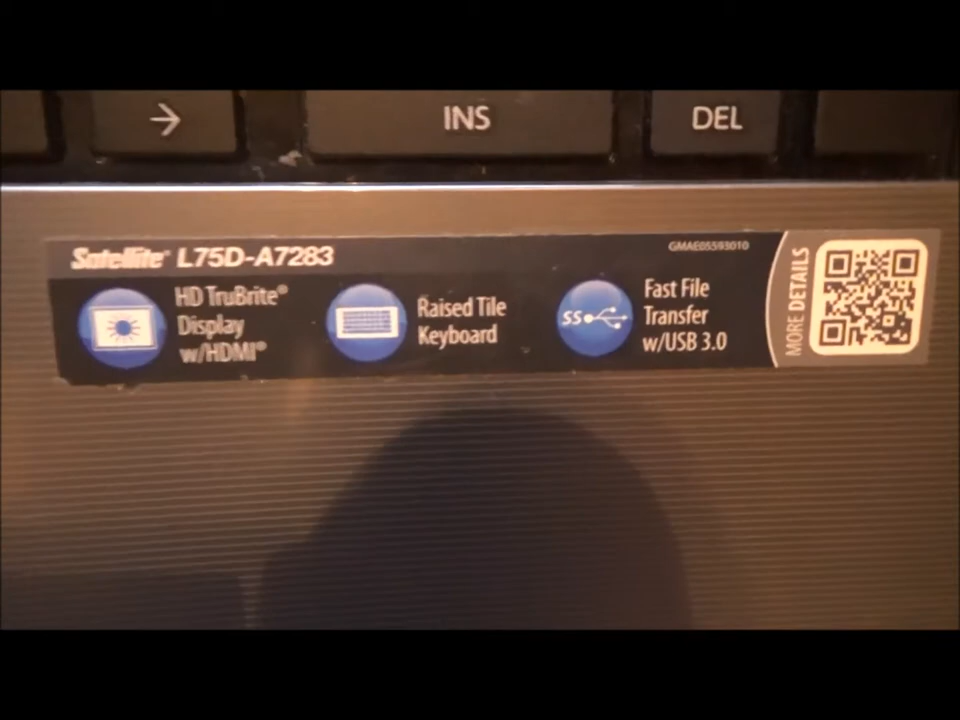 → INS DEL
Satellite® L75D-A7283
GMAE05593010
HD TruBrite®
Display
w/HDMI®
Raised Tile
Keyboard
SS
Fast File
Transfer
w/USB 3.0
MORE DETAILS